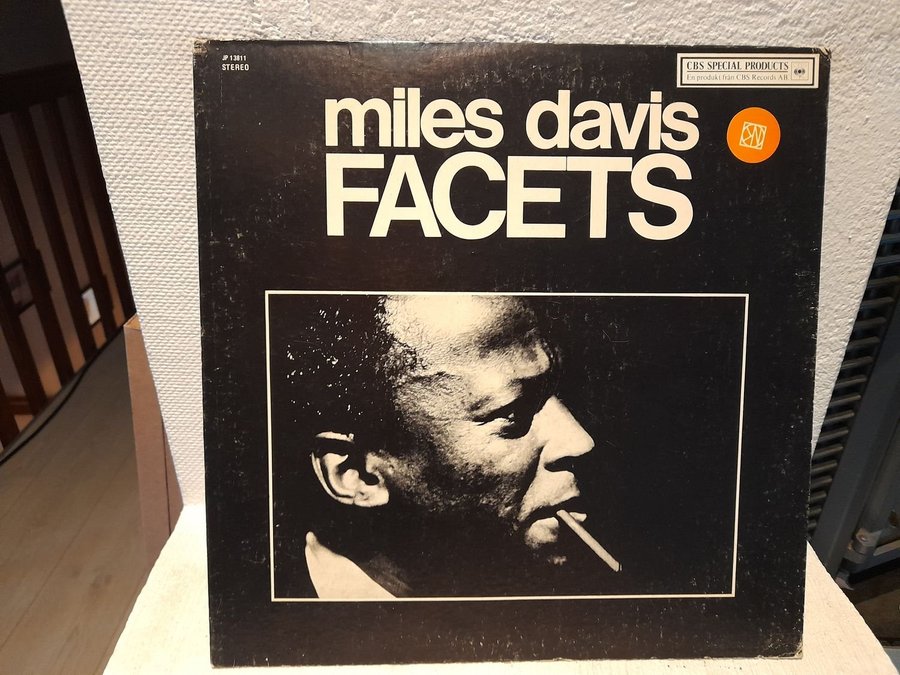 JP 13811
STEREO
CBS SPECIAL PRODUCTS
En produkt från CBS Records AB
miles davis
FACETS